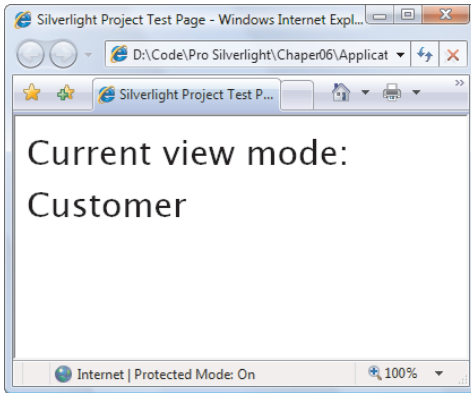 Silverlight Project Test Page - Windows Internet Expl...
D:\Code\Pro Silverlight\Chaper06\Applicat
Silverlight Project Test P...
Current view mode:
Customer
Internet | Protected Mode: On
100%